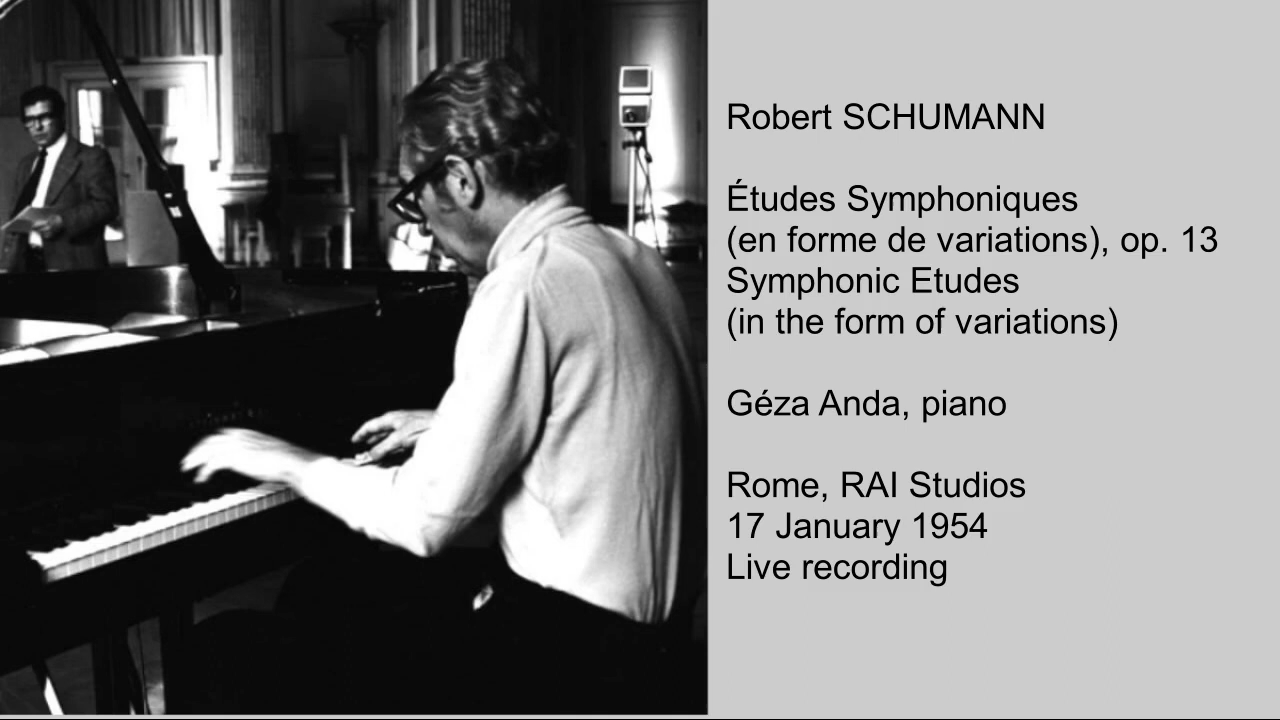 Robert SCHUMANN
Études Symphoniques
(en forme de variations), op. 13
Symphonic Etudes
(in the form of variations)
Géza Anda, piano
Rome, RAI Studios
17 January 1954
Live recording